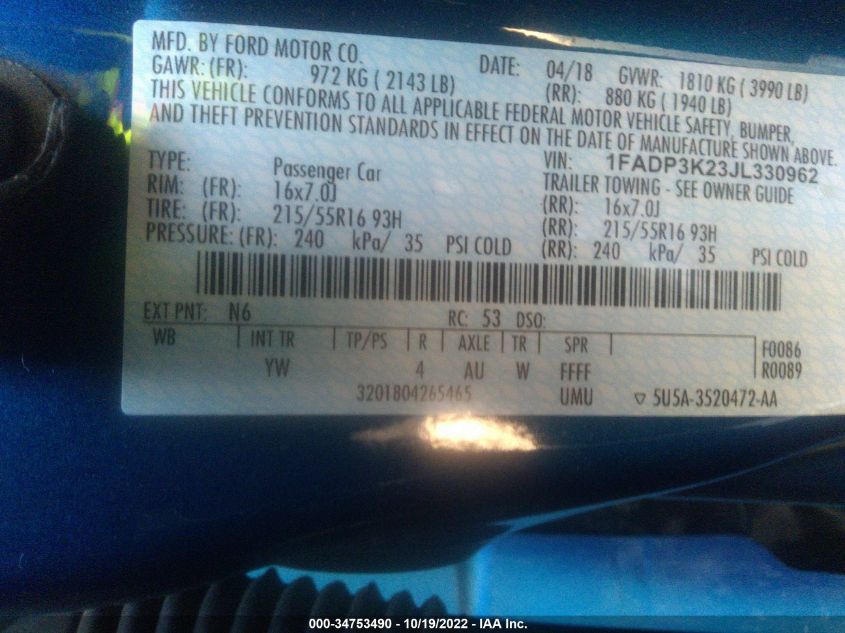 MFD. BY FORD MOTOR CO. DATE: 04/18 GVWR: 1810 KG ( 3990 LB)
GAWR: (FR): 972 KG ( 2143 LB) (RR): 880 KG ( 1940 LB)
THIS VEHICLE CONFORMS TO ALL APPLICABLE FEDERAL MOTOR VEHICLE SAFETY, BUMPER,
AND THEFT PREVENTION STANDARDS IN EFFECT ON THE DATE OF MANUFACTURE SHOWN ABOVE.
VIN: 1FADP3K23JL330962
TYPE: Passenger Car TRAILER TOWING - SEE OWNER GUIDE
RIM: (FR): 16x7.0J (RR): 16x7.0J
TIRE: (FR): 215/55R16 93H (RR): 215/55R16 93H
PRESSURE: (FR): 240 kPa/ 35 PSI COLD (RR): 240 kPa/ 35 PSI COLD
EXT PNT: N6 RC: 53 DSO:
WB INT TR TP/PS R AXLE TR SPR F0086
YW 4 AU W FFFF R0089
3201804265465 UMU ▽ 5U5A-3520472-AA
000-34753490 - 10/19/2022 - IAA Inc.